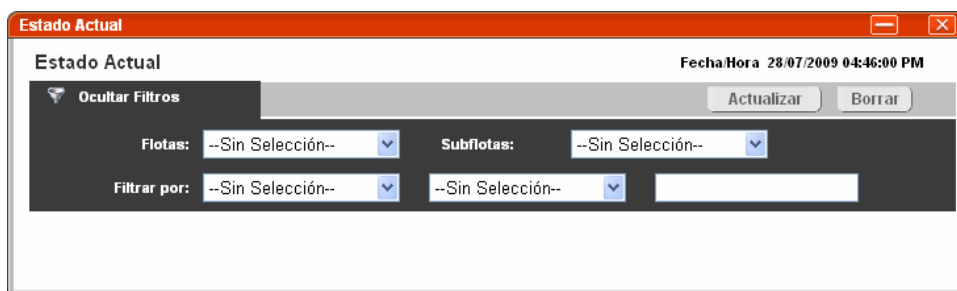 Estado Actual
Estado Actual
Fecha/Hora 28/07/2009 04:46:00 PM
Ocultar Filtros
Actualizar
Borrar
Flotas: --Sin Selección-- Subflotas: --Sin Selección--
Filtrar por: --Sin Selección-- --Sin Selección--